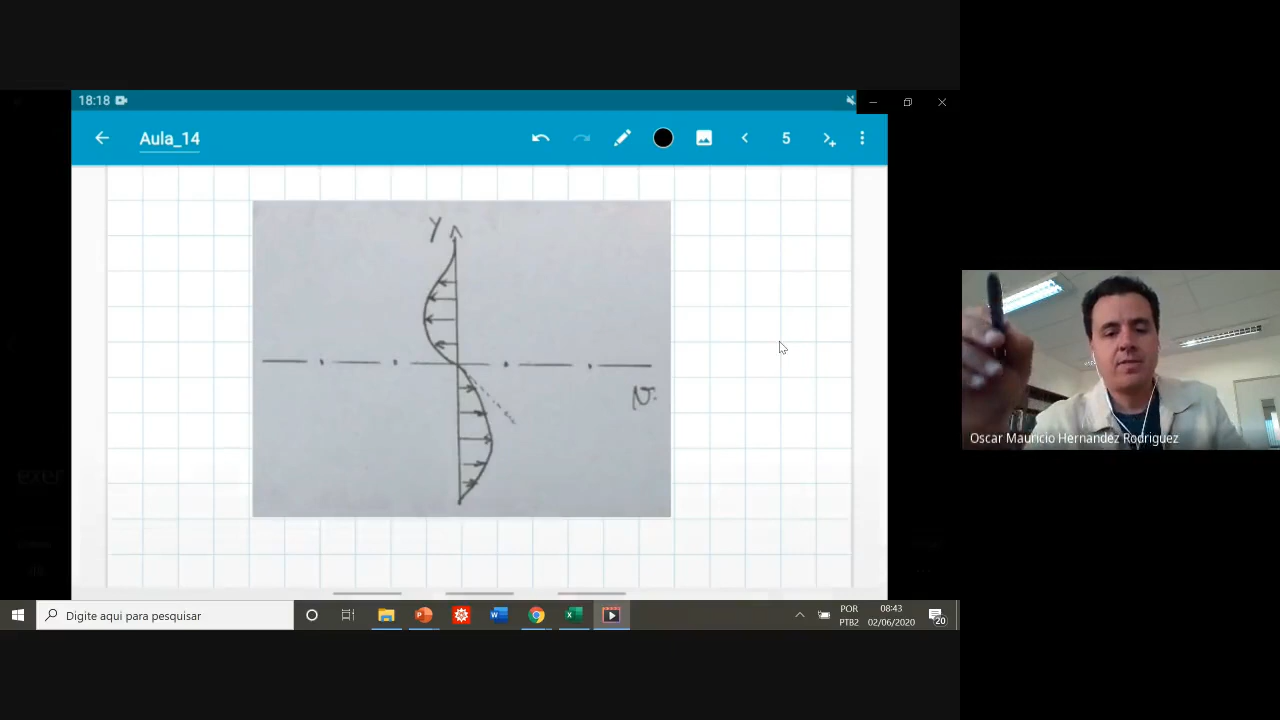 18:18
Aula_14
5
Y
N:
exer
Oscar Mauricio Hernandez Rodriguez
Digite aqui para pesquisar
POR
PTB2
08:43
02/06/2020
20